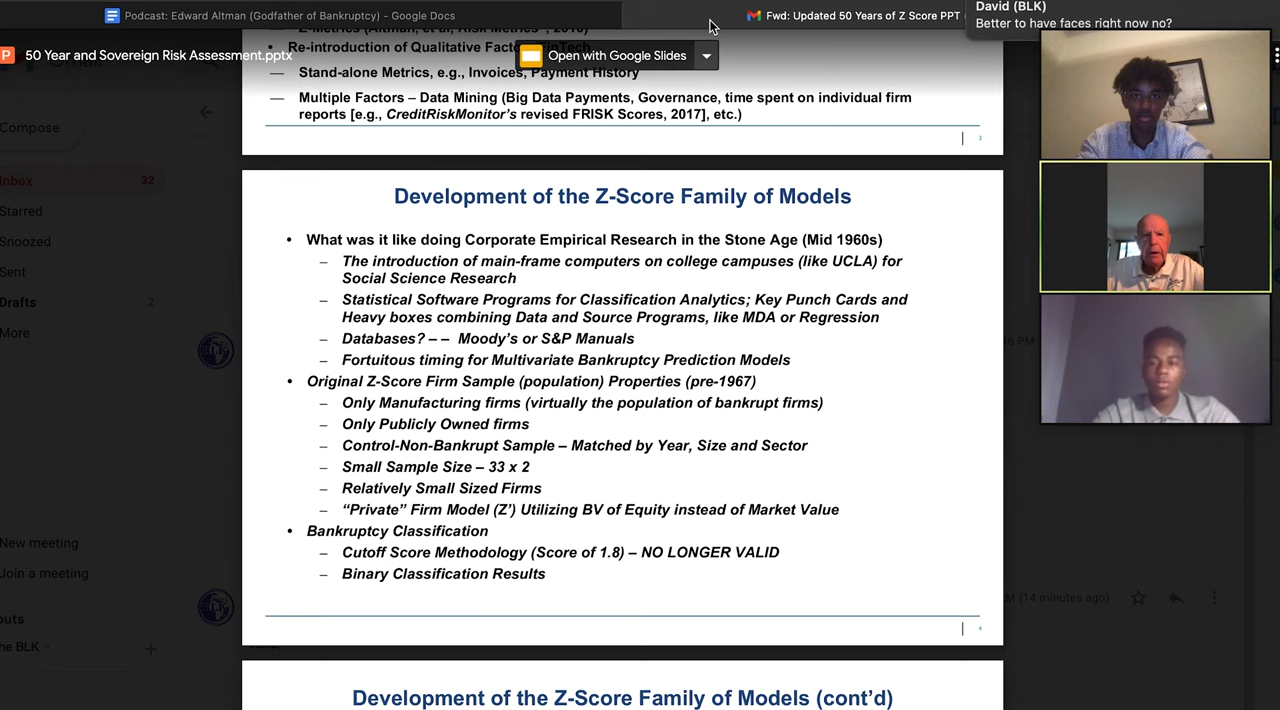 Podcast: Edward Altman (Godfather of Bankruptcy) - Google Docs
Fwd: Updated 50 Years of Z Score PPT
David (BLK)
Better to have faces right now no?
P
50 Year and Sovereign Risk Assessment.pptx
Open with Google Slides
• Re-introduction of Qualitative
— Stand-alone Metrics, e.g., Invoices, Payment History
— Multiple Factors – Data Mining (Big Data Payments, Governance, time spent on individual firm
reports [e.g., CreditRiskMonitor's revised FRISK Scores, 2017], etc.)
3
Compose
Inbox 32
Starred
Snoozed
Sent
Drafts 2
More
New meeting
Join a meeting
Development of the Z-Score Family of Models
• What was it like doing Corporate Empirical Research in the Stone Age (Mid 1960s)
– The introduction of main-frame computers on college campuses (like UCLA) for
Social Science Research
– Statistical Software Programs for Classification Analytics; Key Punch Cards and
Heavy boxes combining Data and Source Programs, like MDA or Regression
– Databases? – – Moody's or S&P Manuals
– Fortuitous timing for Multivariate Bankruptcy Prediction Models
• Original Z-Score Firm Sample (population) Properties (pre-1967)
– Only Manufacturing firms (virtually the population of bankrupt firms)
– Only Publicly Owned firms
– Control-Non-Bankrupt Sample – Matched by Year, Size and Sector
– Small Sample Size – 33 x 2
– Relatively Small Sized Firms
– “Private” Firm Model (Z’) Utilizing BV of Equity instead of Market Value
• Bankruptcy Classification
– Cutoff Score Methodology (Score of 1.8) – NO LONGER VALID
– Binary Classification Results
4
(14 minutes ago)
BLK
Development of the Z-Score Family of Models (cont’d)